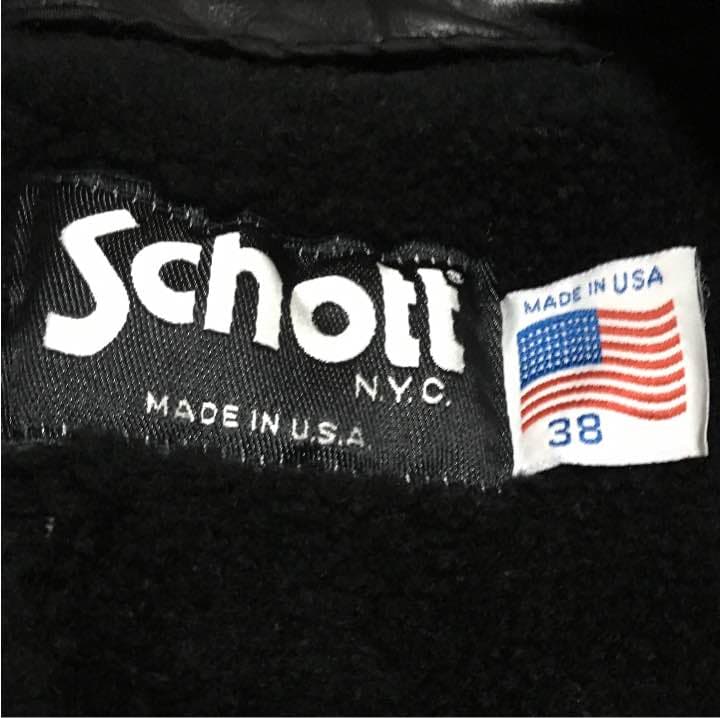 Schott
N.Y.C.
MADE IN U.S.A.
MADE IN USA
38